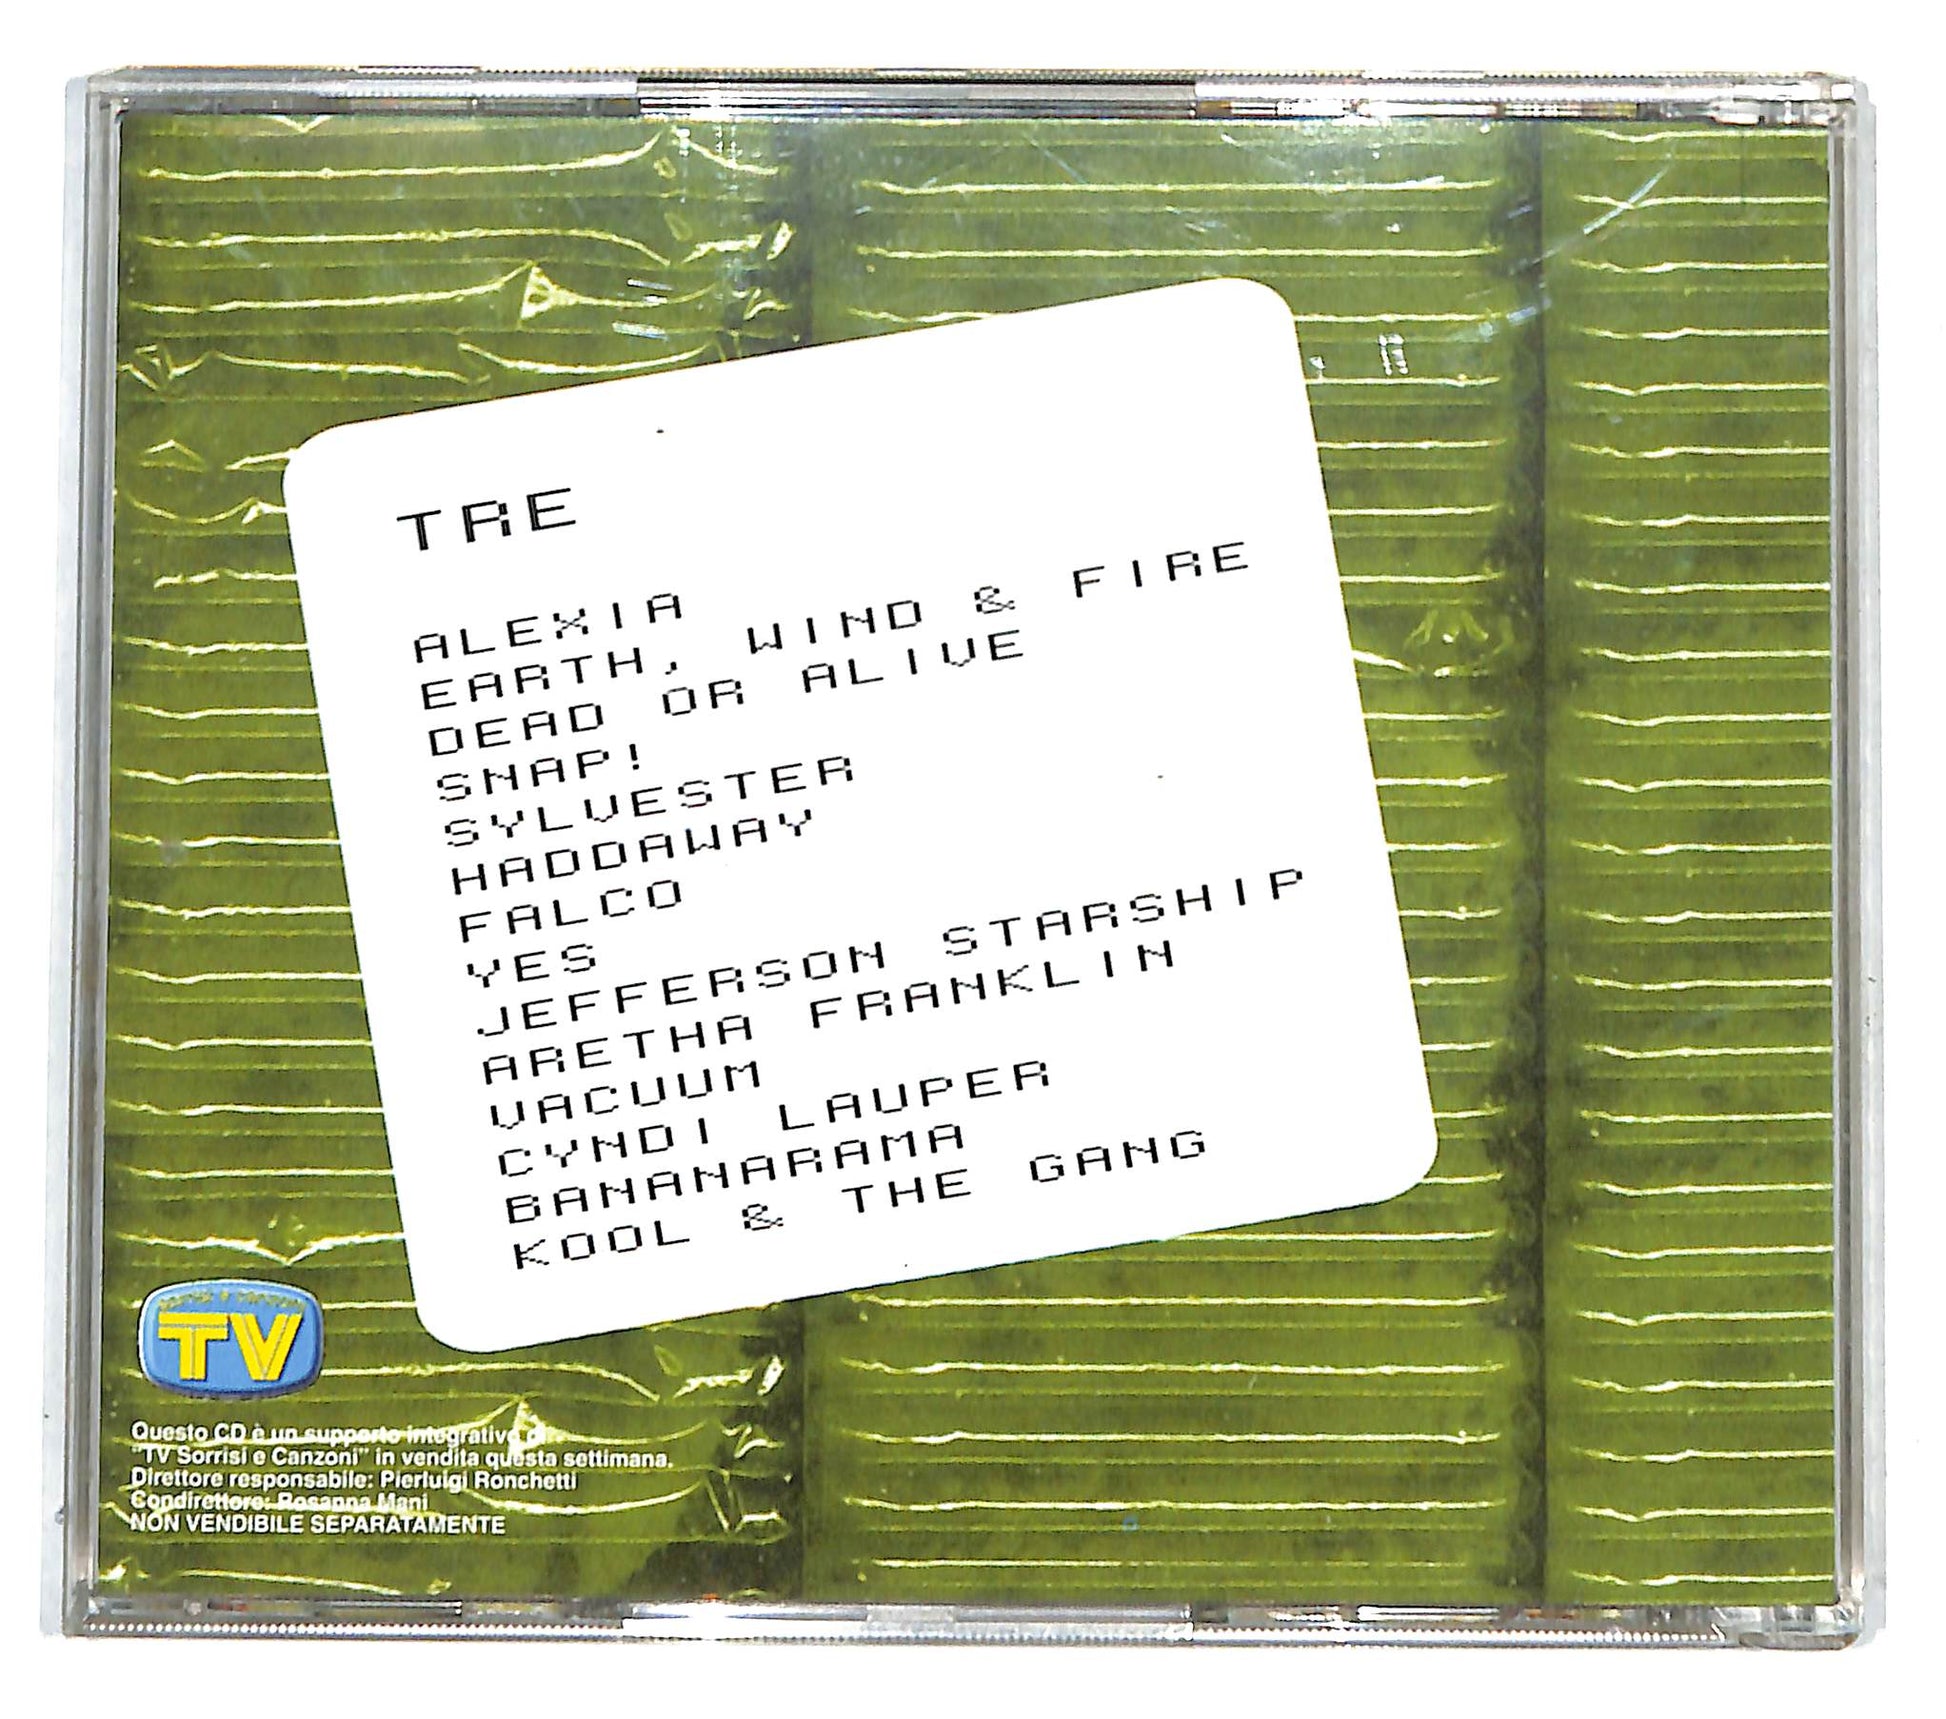 TRE
ALEXIA
EARTH, WIND & FIRE
DEAD OR ALIVE
SNAP!
SYLVESTER
HADDAWAY
FALCO
YES
JEFFERSON STARSHIP
ARETHA FRANKLIN
VACUUM
CYNDI LAUPER
BANANARAMA
KOOL & THE GANG
sorrisi e canzoni
TV
Questo CD è un supporto integrativo di
"TV Sorrisi e Canzoni" in vendita questa settimana.
Direttore responsabile: Pierluigi Ronchetti
Condirettore: Rosanna Mani
NON VENDIBILE SEPARATAMENTE